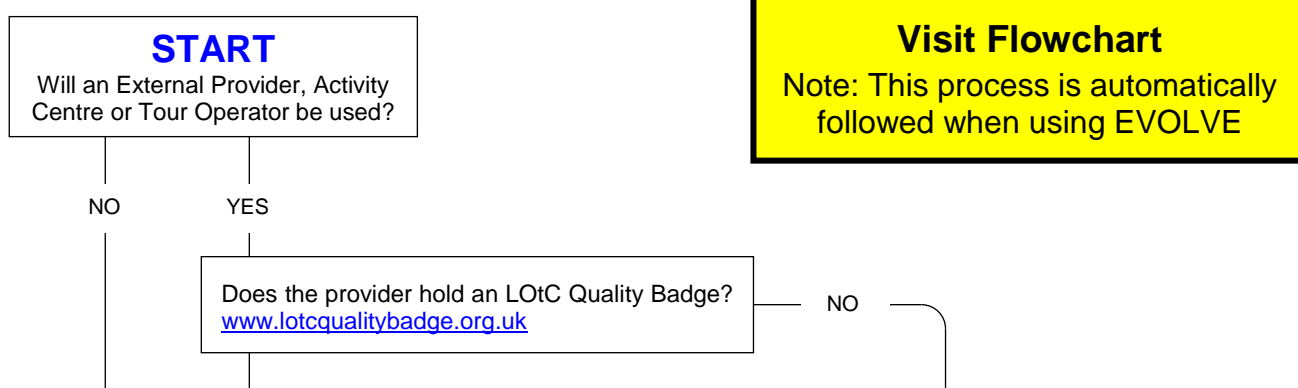 START
Will an External Provider, Activity
Centre or Tour Operator be used?
Visit Flowchart
Note: This process is automatically
followed when using EVOLVE
NO
YES
Does the provider hold an LOtC Quality Badge?
www.lotcqualitybadge.org.uk
NO